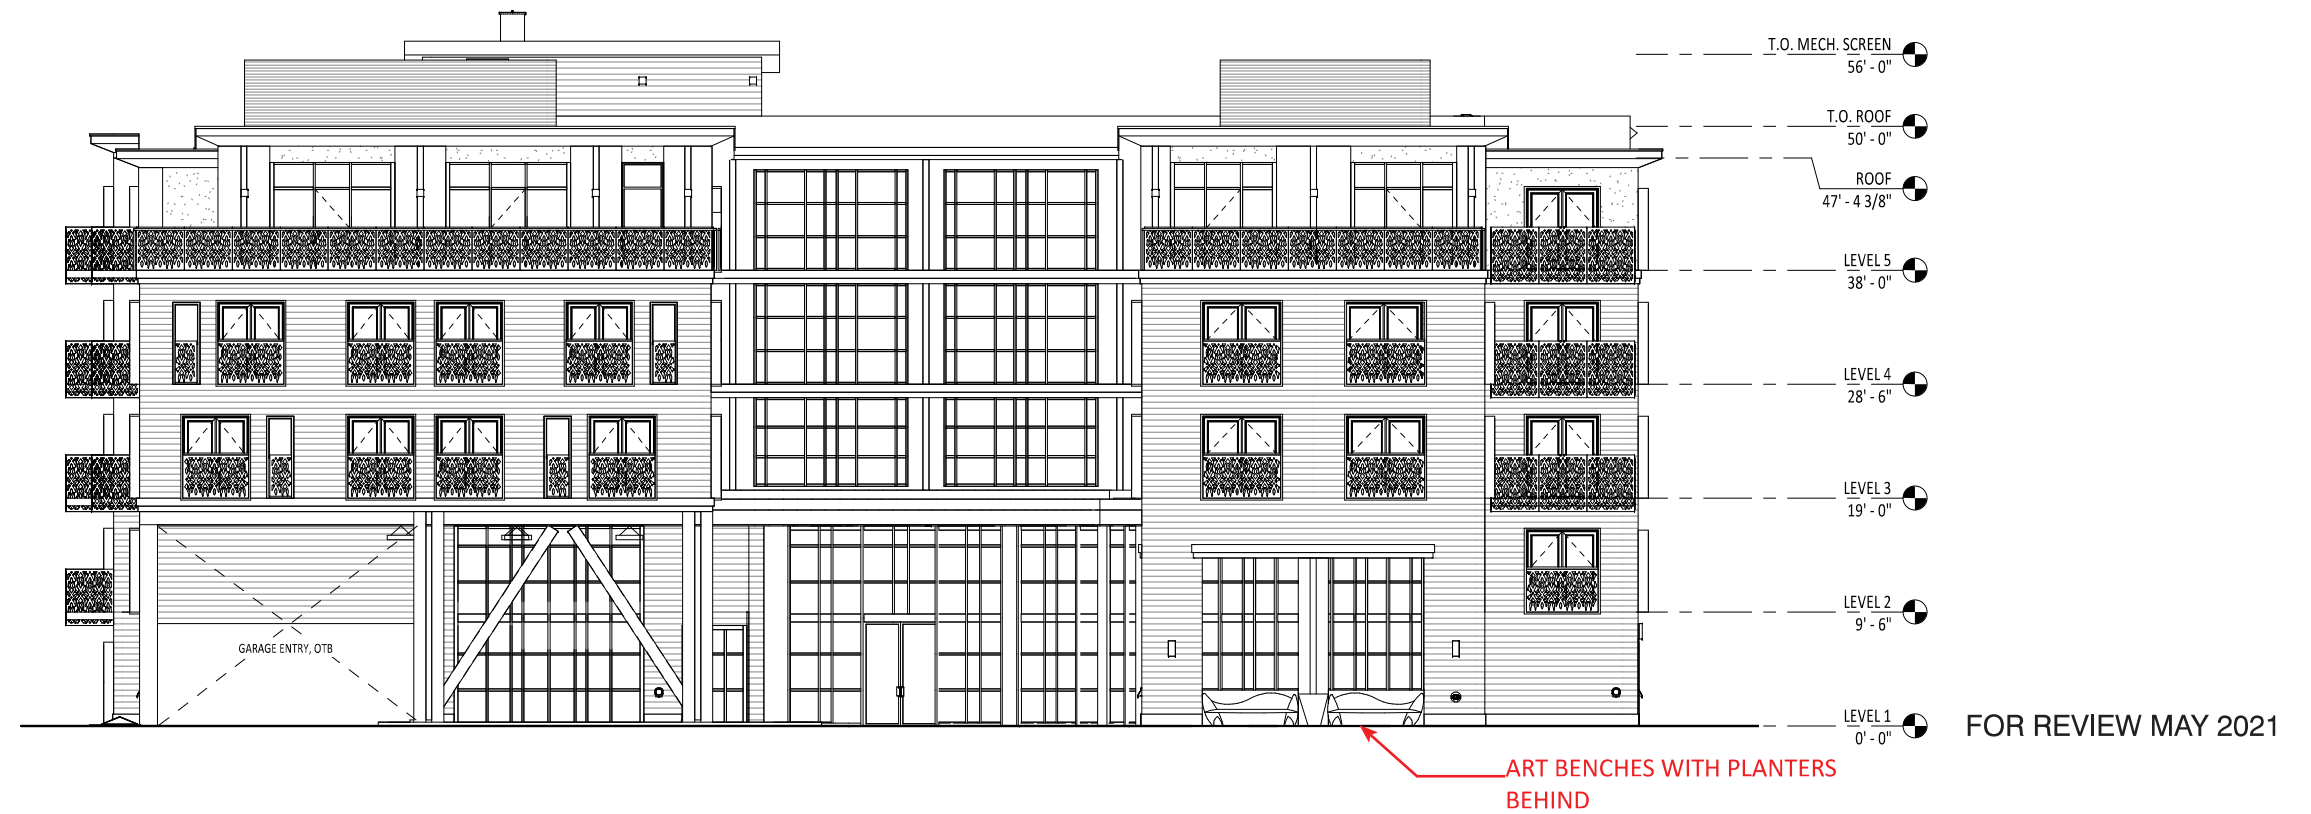 T.O. MECH. SCREEN
56' - 0"
T.O. ROOF
50' - 0"
ROOF
47' - 4 3/8"
LEVEL 5
38' - 0"
LEVEL 4
28' - 6"
LEVEL 3
19' - 0"
LEVEL 2
9' - 6"
GARAGE ENTRY, OTB
LEVEL 1
0' - 0"
FOR REVIEW MAY 2021
ART BENCHES WITH PLANTERS
BEHIND